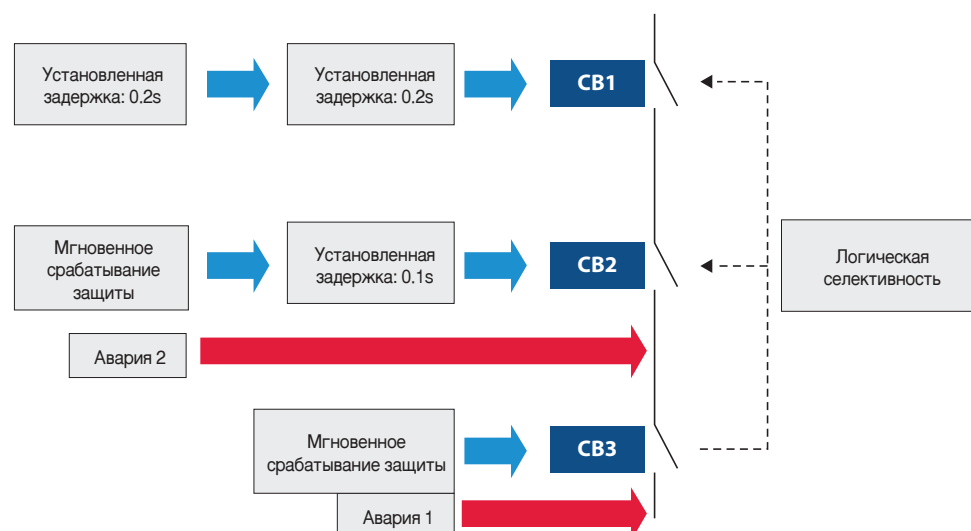 Установленная
задержка: 0.2s
Установленная
задержка: 0.2s
CB1
Мгновенное
срабатывание
защиты
Установленная
задержка: 0.1s
CB2
Логическая
селективность
Авария 2
Мгновенное
срабатывание защиты
CB3
Авария 1